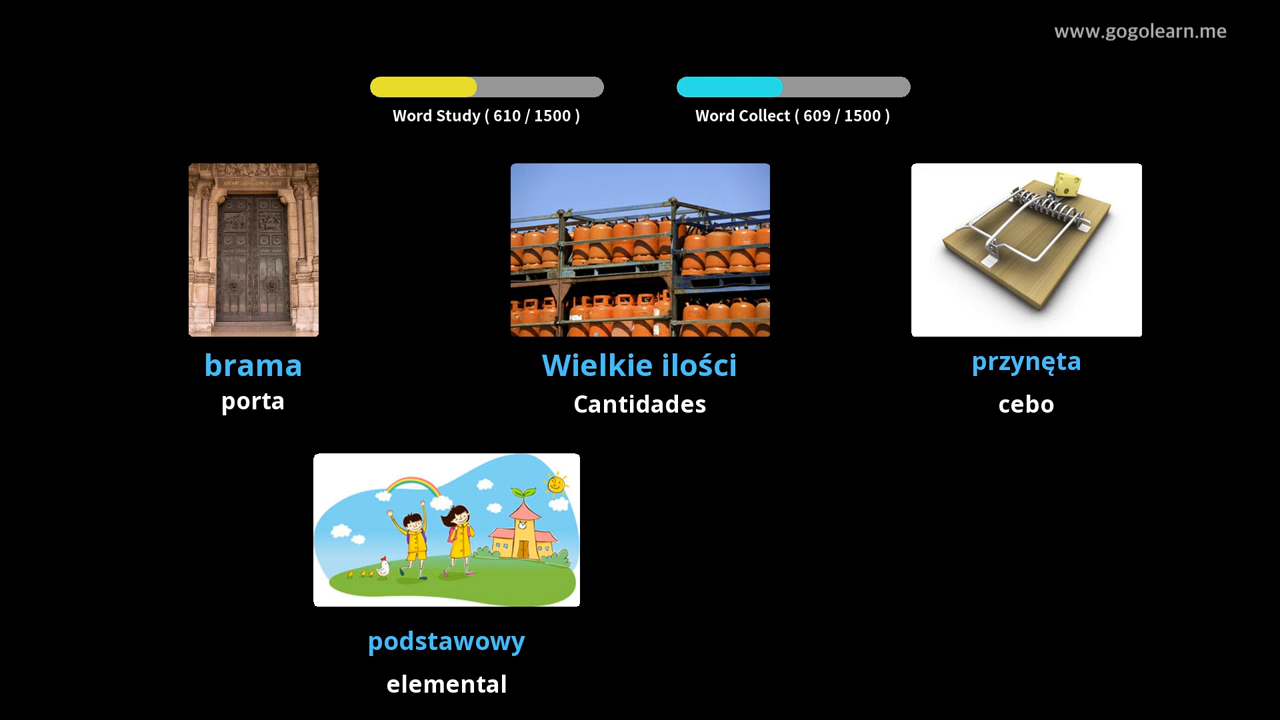 www.gogolearn.me
Word Study ( 610 / 1500 )
Word Collect ( 609 / 1500 )
brama
porta
Wielkie ilości
Cantidades
przynęta
cebo
podstawowy
elemental